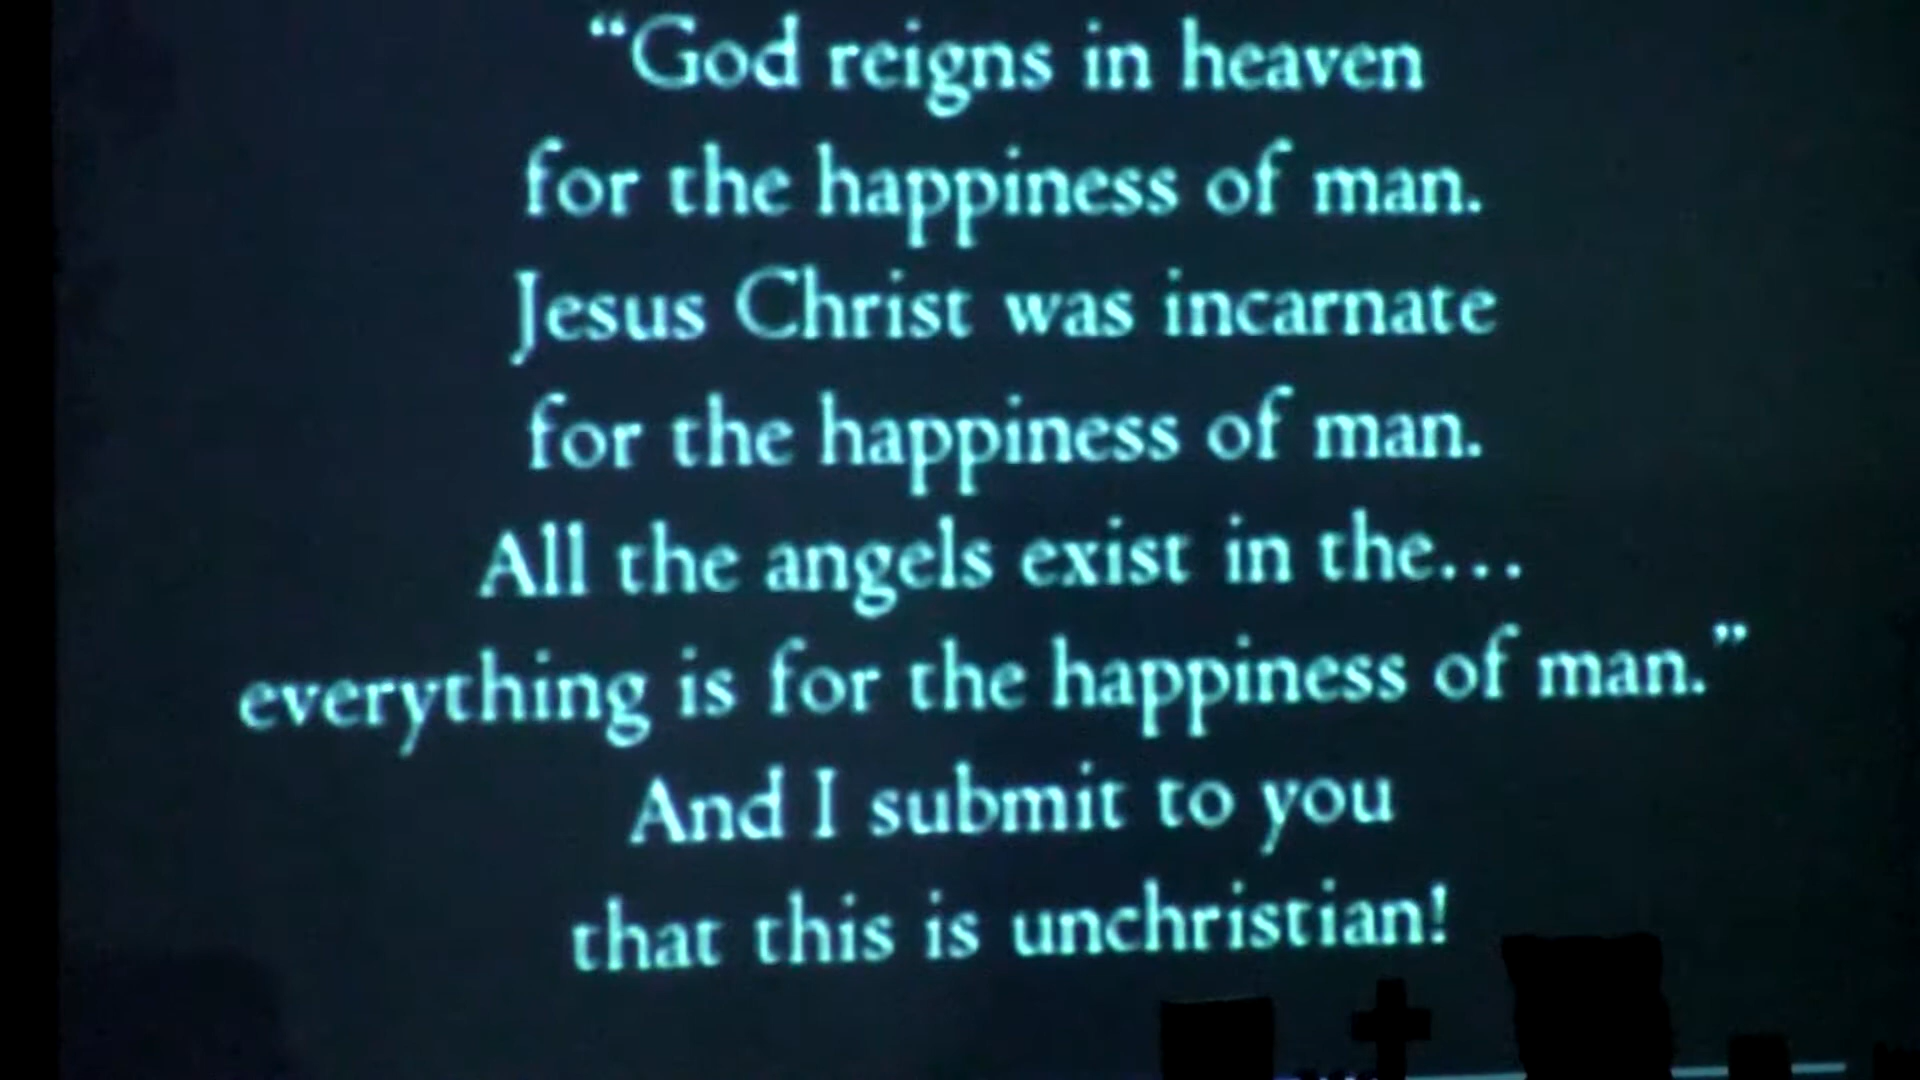 “God reigns in heaven
for the happiness of man.
Jesus Christ was incarnate
for the happiness of man.
All the angels exist in the...
everything is for the happiness of man.”
And I submit to you
that this is unchristian!